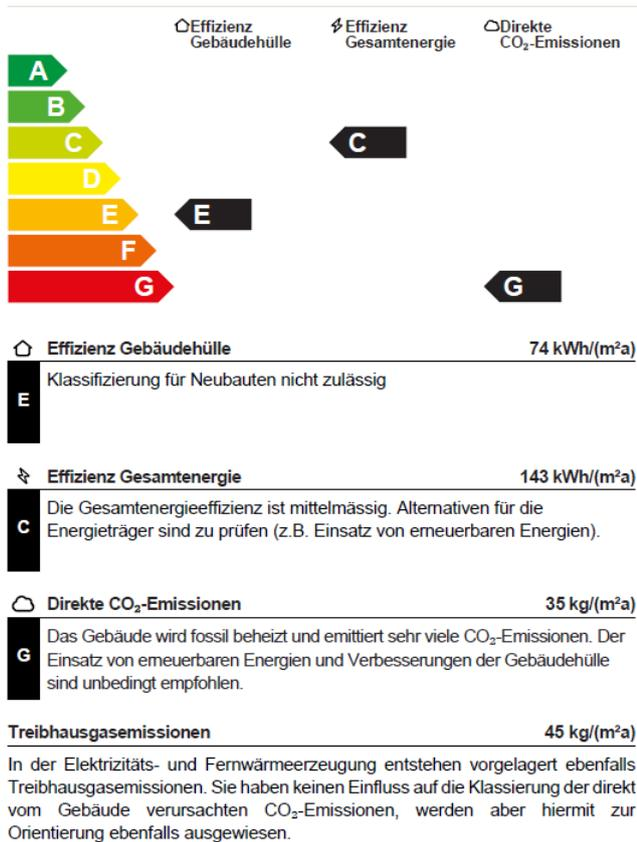 Effizienz Gebäudehülle
Effizienz Gesamtenergie
Direkte CO₂-Emissionen
A
B
C
C
D
E
E
F
G
G
Effizienz Gebäudehülle 74 kWh/(m²a)
E
Klassifizierung für Neubauten nicht zulässig
Effizienz Gesamtenergie 143 kWh/(m²a)
C
Die Gesamtenergieeffizienz ist mittelmässig. Alternativen für die
Energieträger sind zu prüfen (z.B. Einsatz von erneuerbaren Energien).
Direkte CO₂-Emissionen 35 kg/(m²a)
G
Das Gebäude wird fossil beheizt und emittiert sehr viele CO₂-Emissionen. Der
Einsatz von erneuerbaren Energien und Verbesserungen der Gebäudehülle
sind unbedingt empfohlen.
Treibhausgasemissionen 45 kg/(m²a)
In der Elektrizitäts- und Fernwärmeerzeugung entstehen vorgelagert ebenfalls
Treibhausgasemissionen. Sie haben keinen Einfluss auf die Klassierung der direkt
vom Gebäude verursachten CO₂-Emissionen, werden aber hiermit zur
Orientierung ebenfalls ausgewiesen.